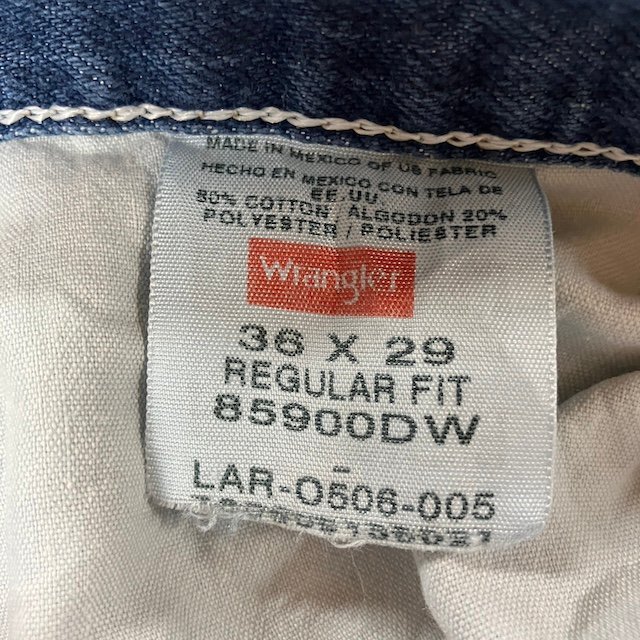 MADE IN MEXICO OF US FABRIC
HECHO EN MEXICO CON TELA DE
EE.UU.
80% COTTON / ALGODON 20%
POLYESTER / POLIESTER
Wrangler
36 X 29
REGULAR FIT
85900DW
LAR-0506-005